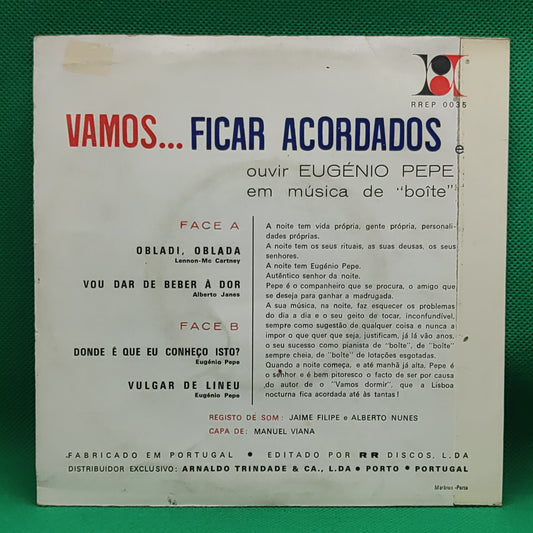 ®
RREP 0035
VAMOS... FICAR ACORDADOS e
ouvir EUGÉNIO PEPE
em música de "boîte"
FACE A
OBLADI, OBLADA
Lennon-Mc Cartney
VOU DAR DE BEBER À DOR
Alberto Janes
FACE B
DONDE É QUE EU CONHEÇO ISTO?
Eugénio Pepe
VULGAR DE LINEU
Eugénio Pepe
A noite tem vida própria, gente própria, personali-
dades próprias.
A noite tem os seus rituais, as suas deusas, os seus
senhores.
A noite tem Eugénio Pepe.
Autêntico senhor da noite.
Pepe é o companheiro que se procura, o amigo que
se deseja para ganhar a madrugada.
A sua música, na noite, faz esquecer os problemas
do dia a dia e o seu geito de tocar, inconfundível,
sempre como sugestão de qualquer coisa e nunca a
impor o que quer que seja, justificam, já lá vão anos,
o seu sucesso como pianista de "boîte", de "boîte"
sempre cheia, de "boîte" de lotações esgotadas.
Quando a noite começa, e até manhã já alta, Pepe é
o senhor e é bem pitoresco o facto de ser por causa
do autor de o "Vamos dormir", que a Lisboa
nocturna fica acordada até às tantas!
REGISTO DE SOM: JAIME FILIPE e ALBERTO NUNES
CAPA DE: MANUEL VIANA
FABRICADO EM PORTUGAL • EDITADO POR RR DISCOS, L.DA
DISTRIBUIDOR EXCLUSIVO: ARNALDO TRINDADE & CA., L.DA • PORTO • PORTUGAL
-Porto